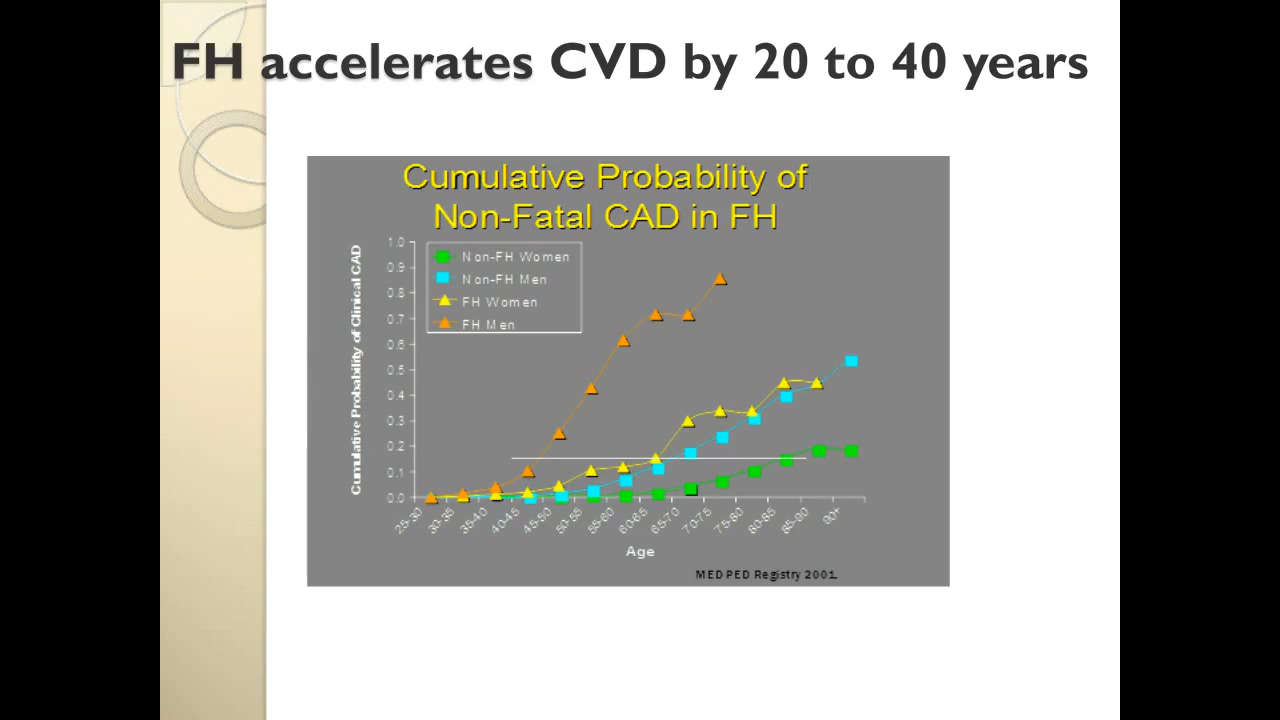 FH accelerates CVD by 20 to 40 years
Cumulative Probability of
Non-Fatal CAD in FH
Cumulative Probability of Clinical CAD
1.0
0.9
0.8
0.7
0.6
0.5
0.4
0.3
0.2
0.1
0.0
Non-FH Women
Non-FH Men
FH Women
FH Men
25-30
30-35
35-40
40-45
45-50
50-55
55-60
60-65
65-70
70-75
75-80
80-85
85-90
90+
Age
MEDPED Registry 2001.